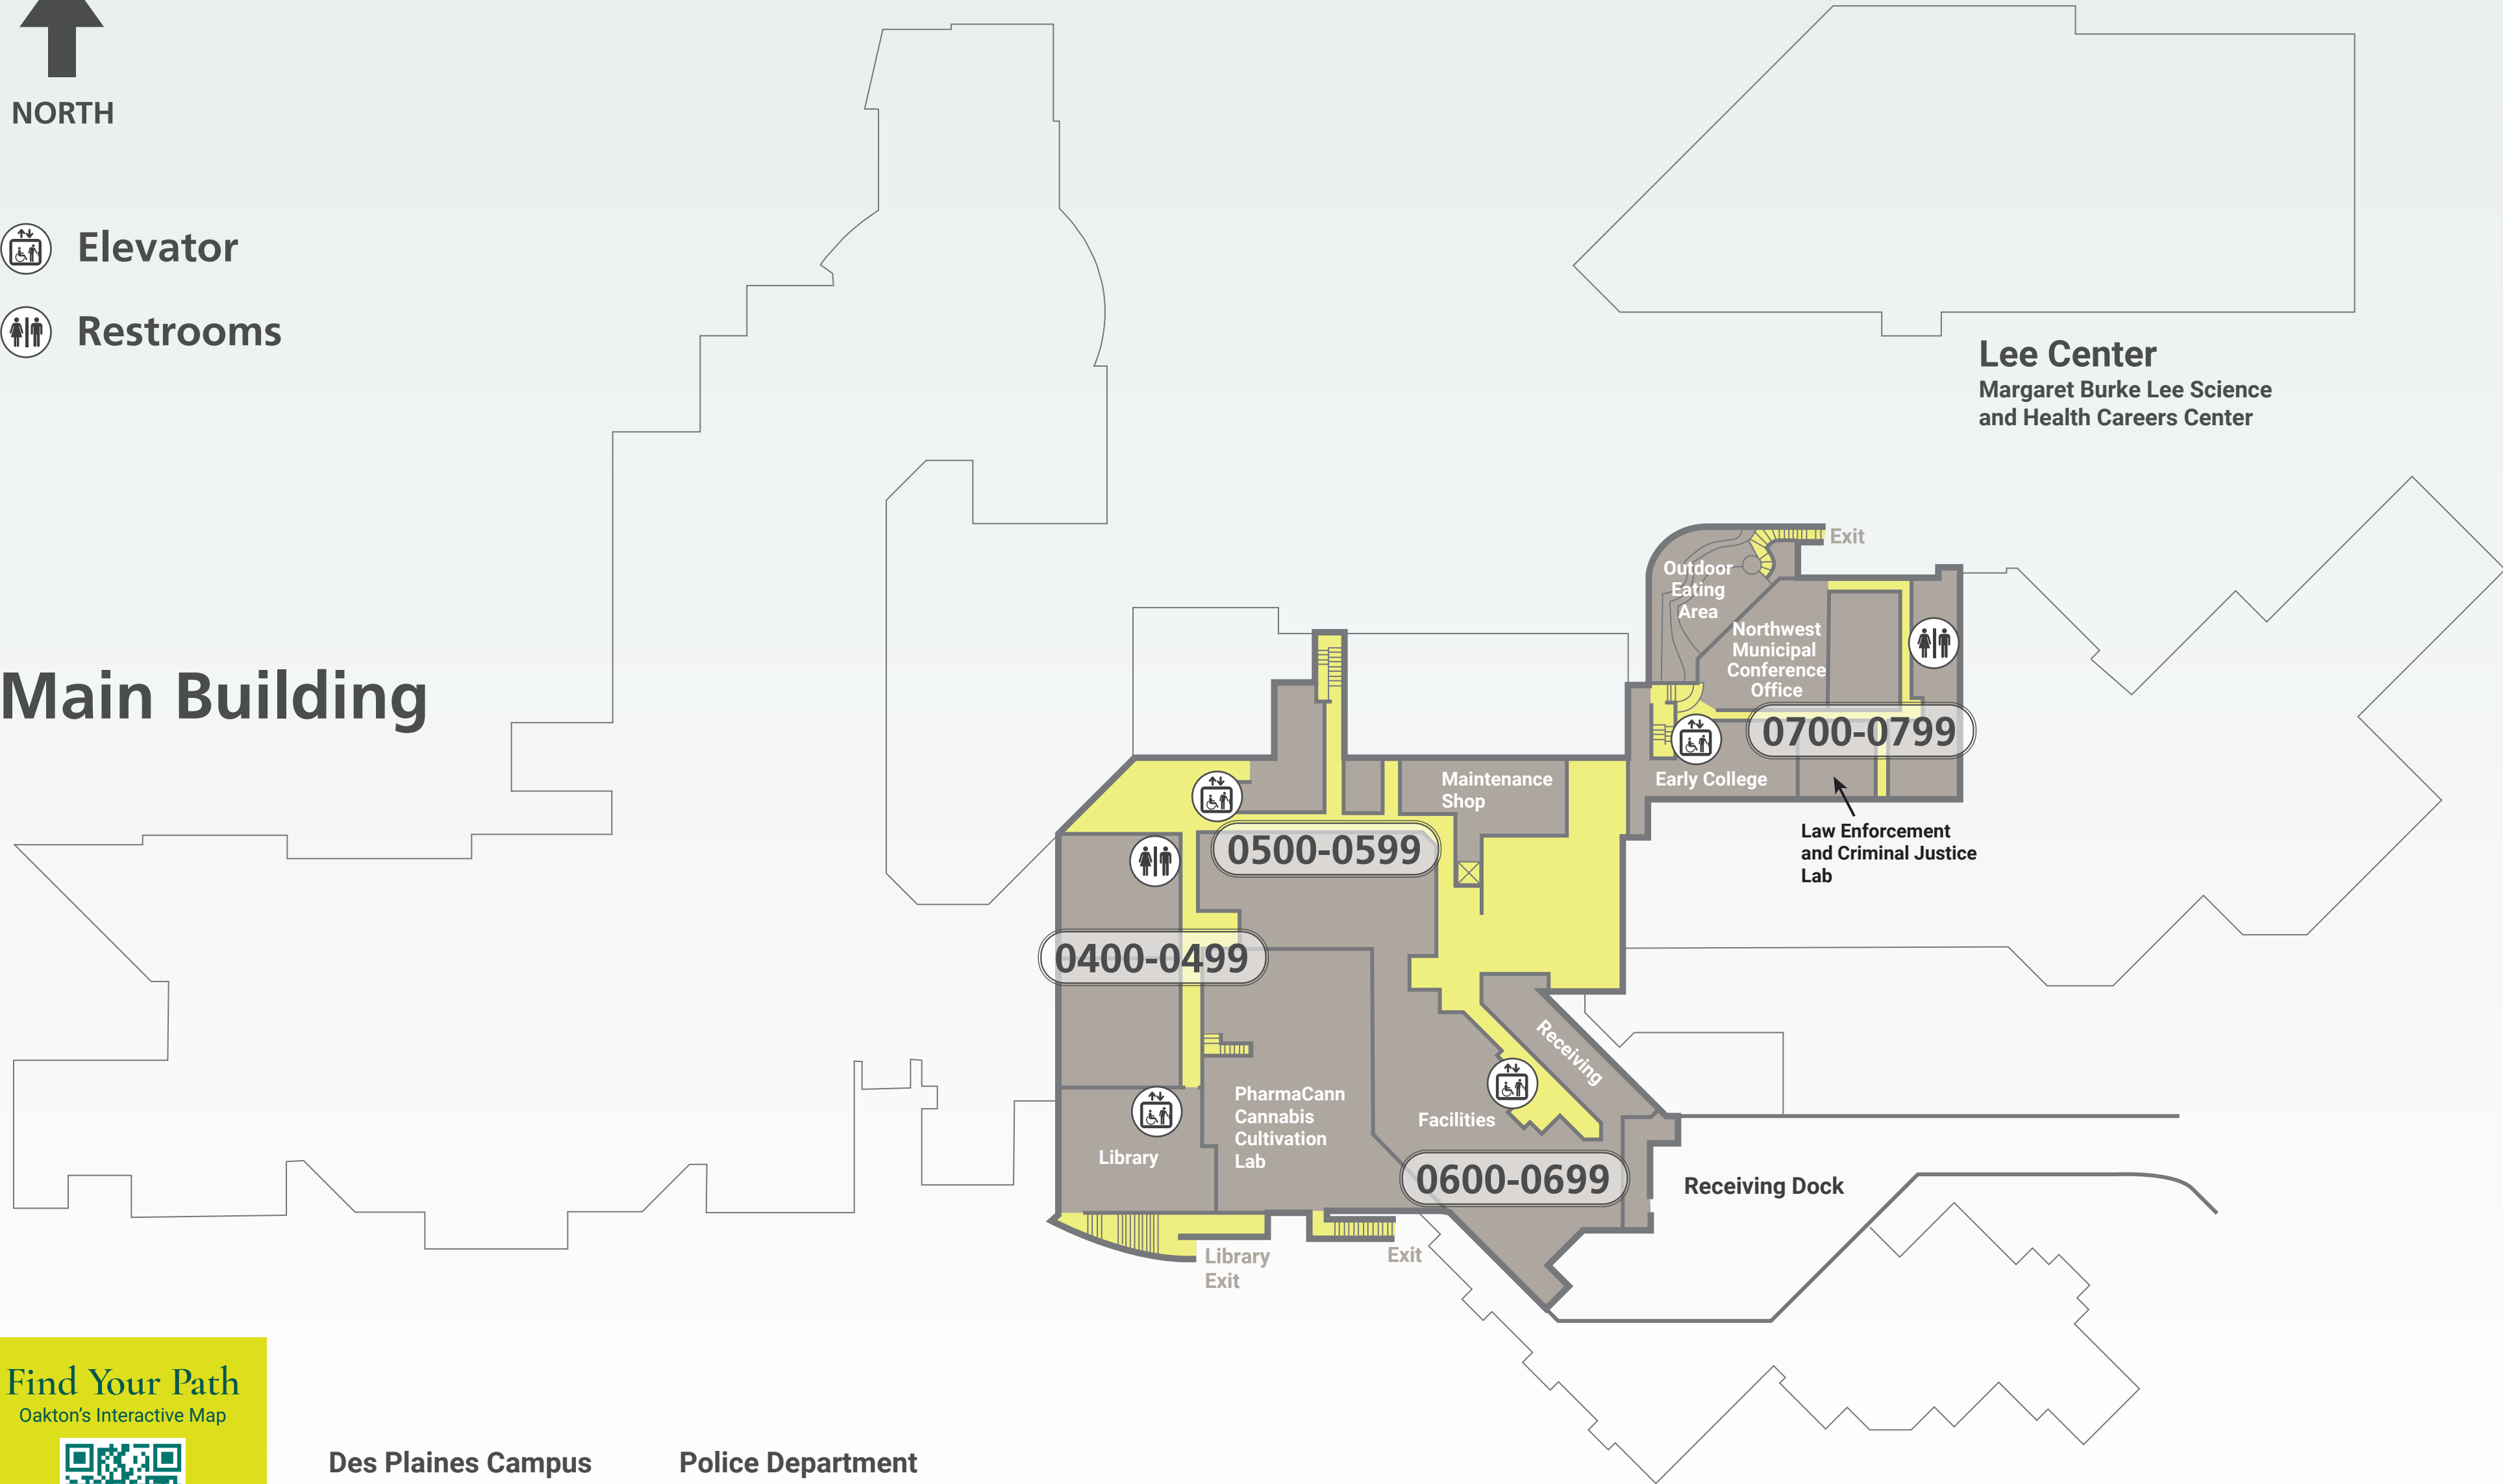 NORTH
Elevator
Restrooms
Lee Center
Margaret Burke Lee Science
and Health Careers Center
Main Building
Exit
Outdoor
Eating
Area
Northwest
Municipal
Conference
Office
0700-0799
Early College
Law Enforcement
and Criminal Justice
Lab
Maintenance
Shop
0500-0599
0400-0499
Receiving
PharmaCann
Cannabis
Cultivation
Lab
Facilities
Library
0600-0699
Receiving Dock
Library
Exit
Exit
Find Your Path
Oakton's Interactive Map
Des Plaines Campus
Police Department